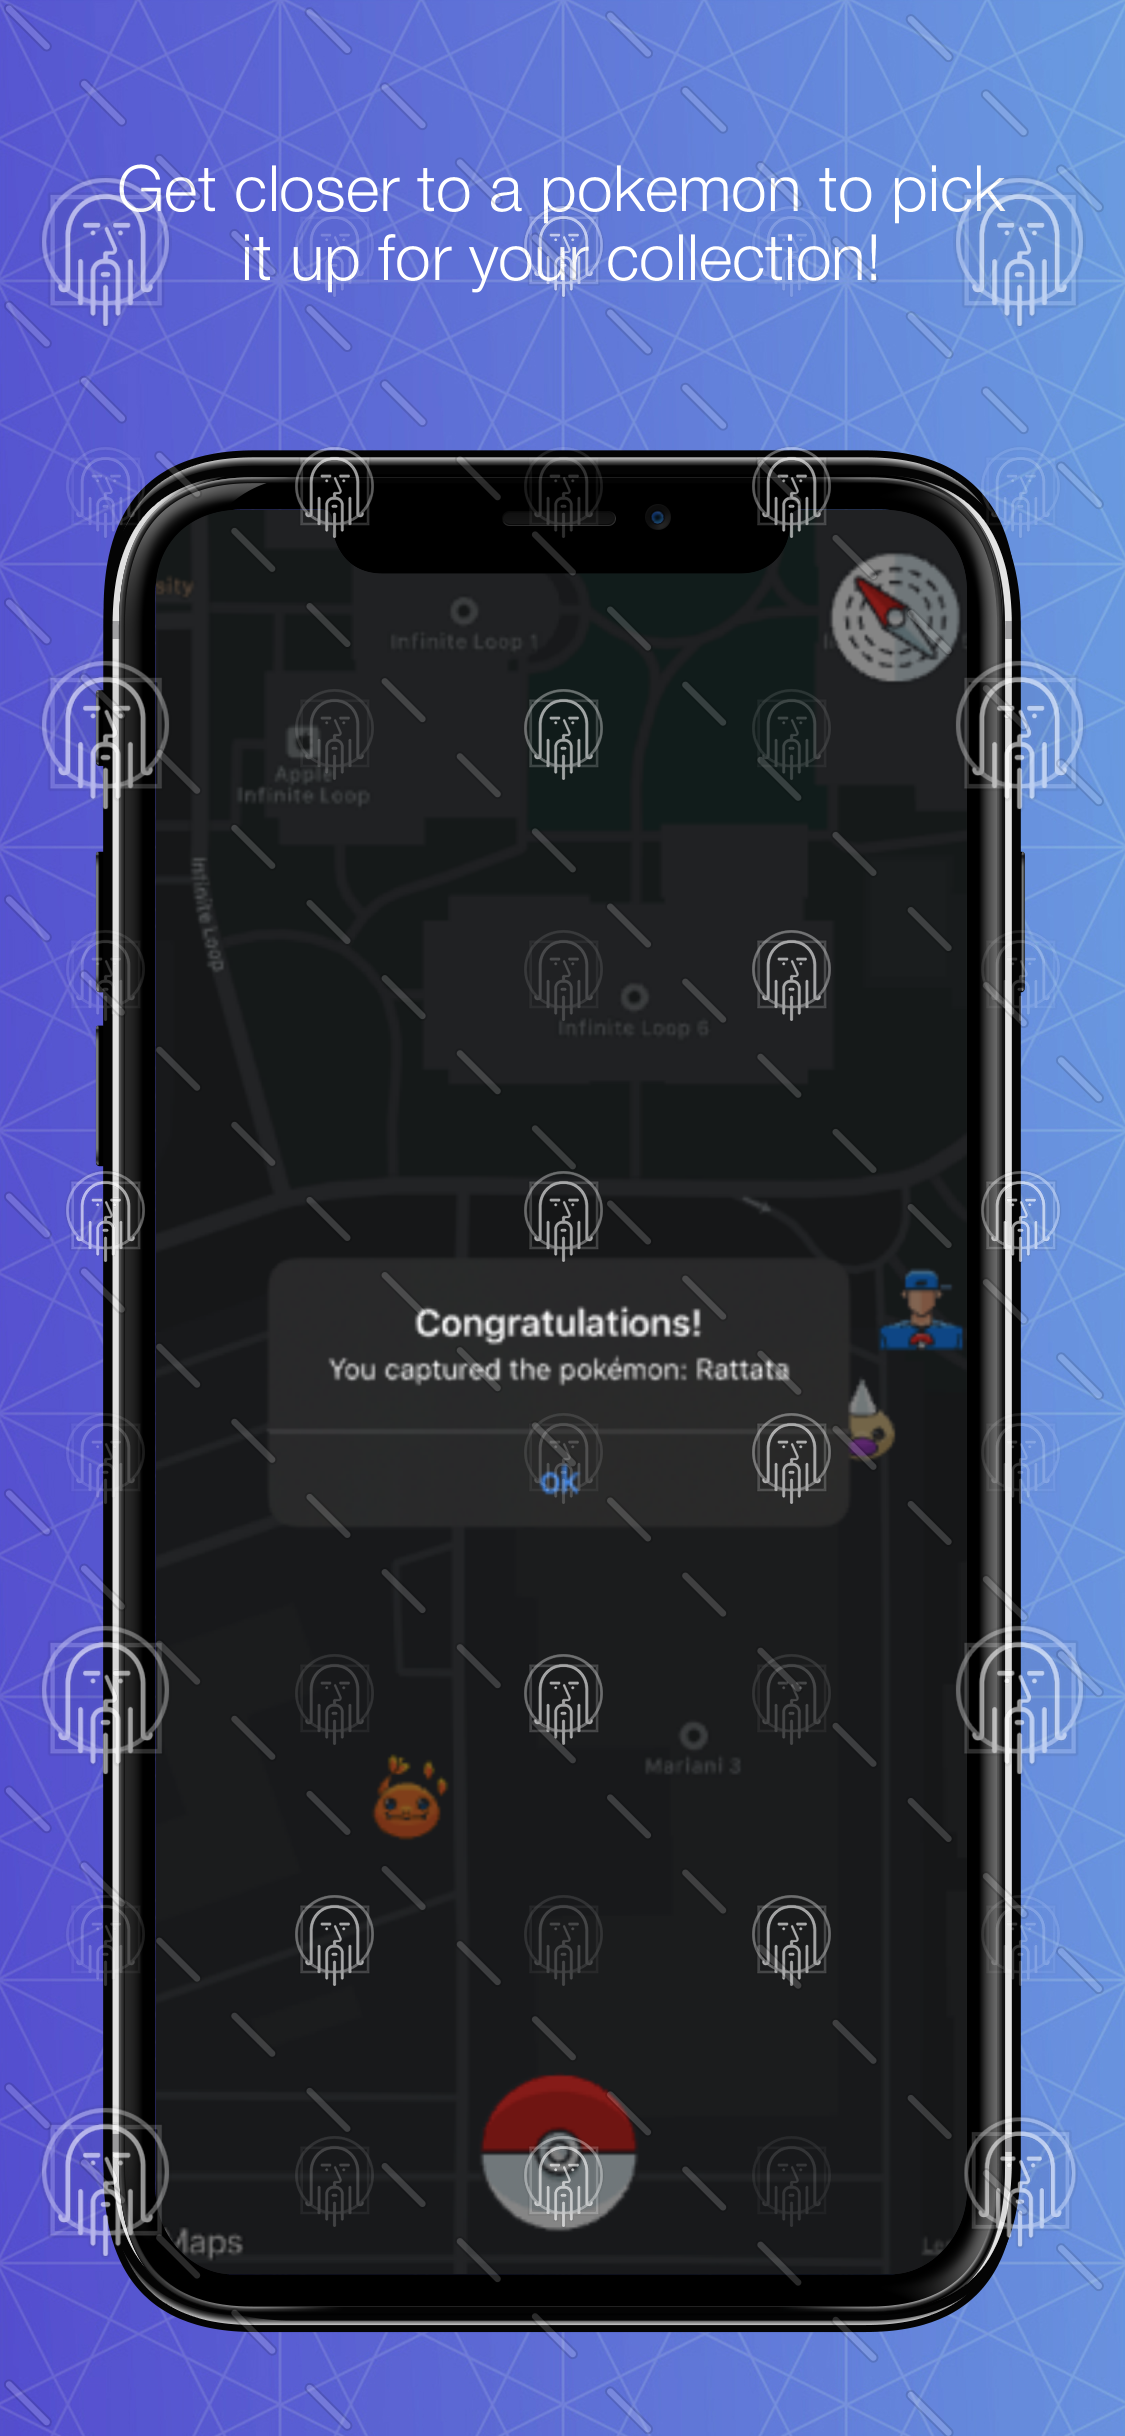 Get closer to a pokemon to pick
it up for your collection!
sity
Infinite Loop 1
Apple
Infinite Loop
Infinite Loop
Infinite Loop 6
Congratulations!
You captured the pokémon: Rattata
ok
Mariani 3
Maps